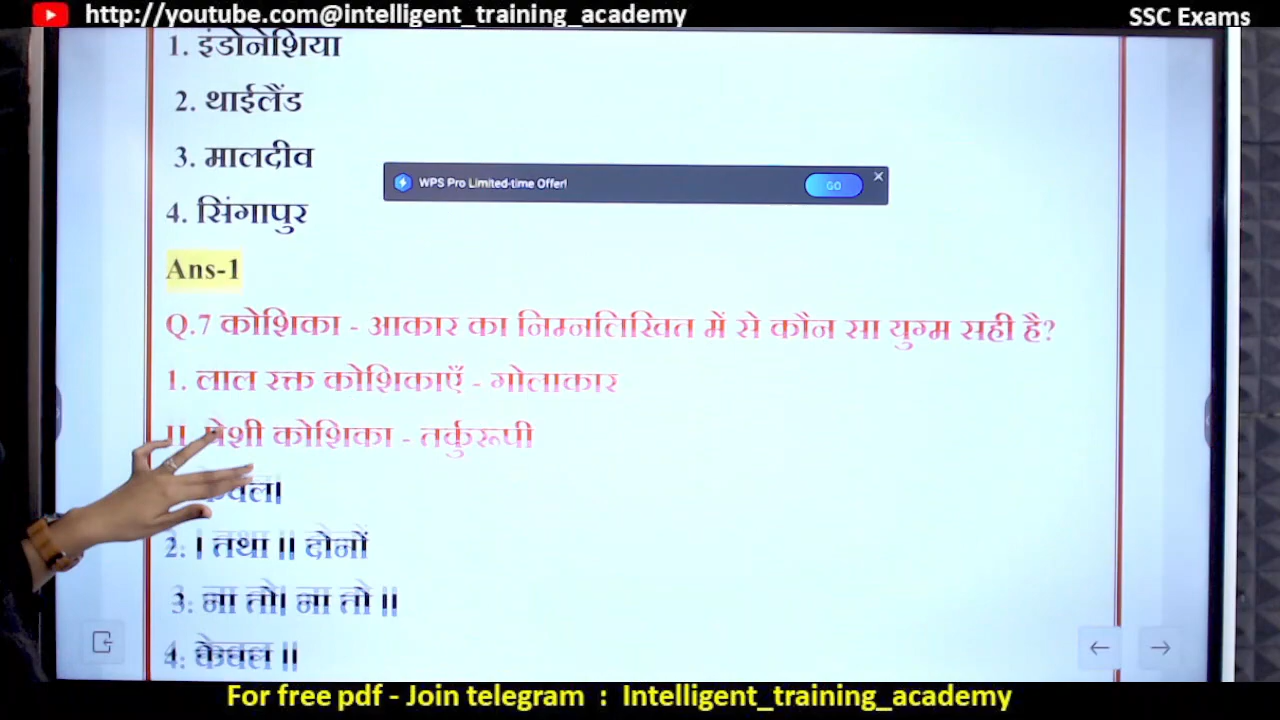 http://youtube.com@intelligent_training_academy
SSC Exams
1. इंडोनेशिया
2. थाईलैंड
3. मालदीव
WPS Pro Limited-time Offer!
GO
4. सिंगापुर
Ans-1
Q.7 कोशिका - आकार का निम्नलिखित में से कौन सा युग्म सही है?
1. लाल रक्त कोशिकाएँ - गोलाकार
II पेशी कोशिका - तर्कुरूपी
केवल।
2. । तथा ।। दोनों
3. ना तो। ना तो ।।
4. केवल ।।
For free pdf - Join telegram : Intelligent_training_academy